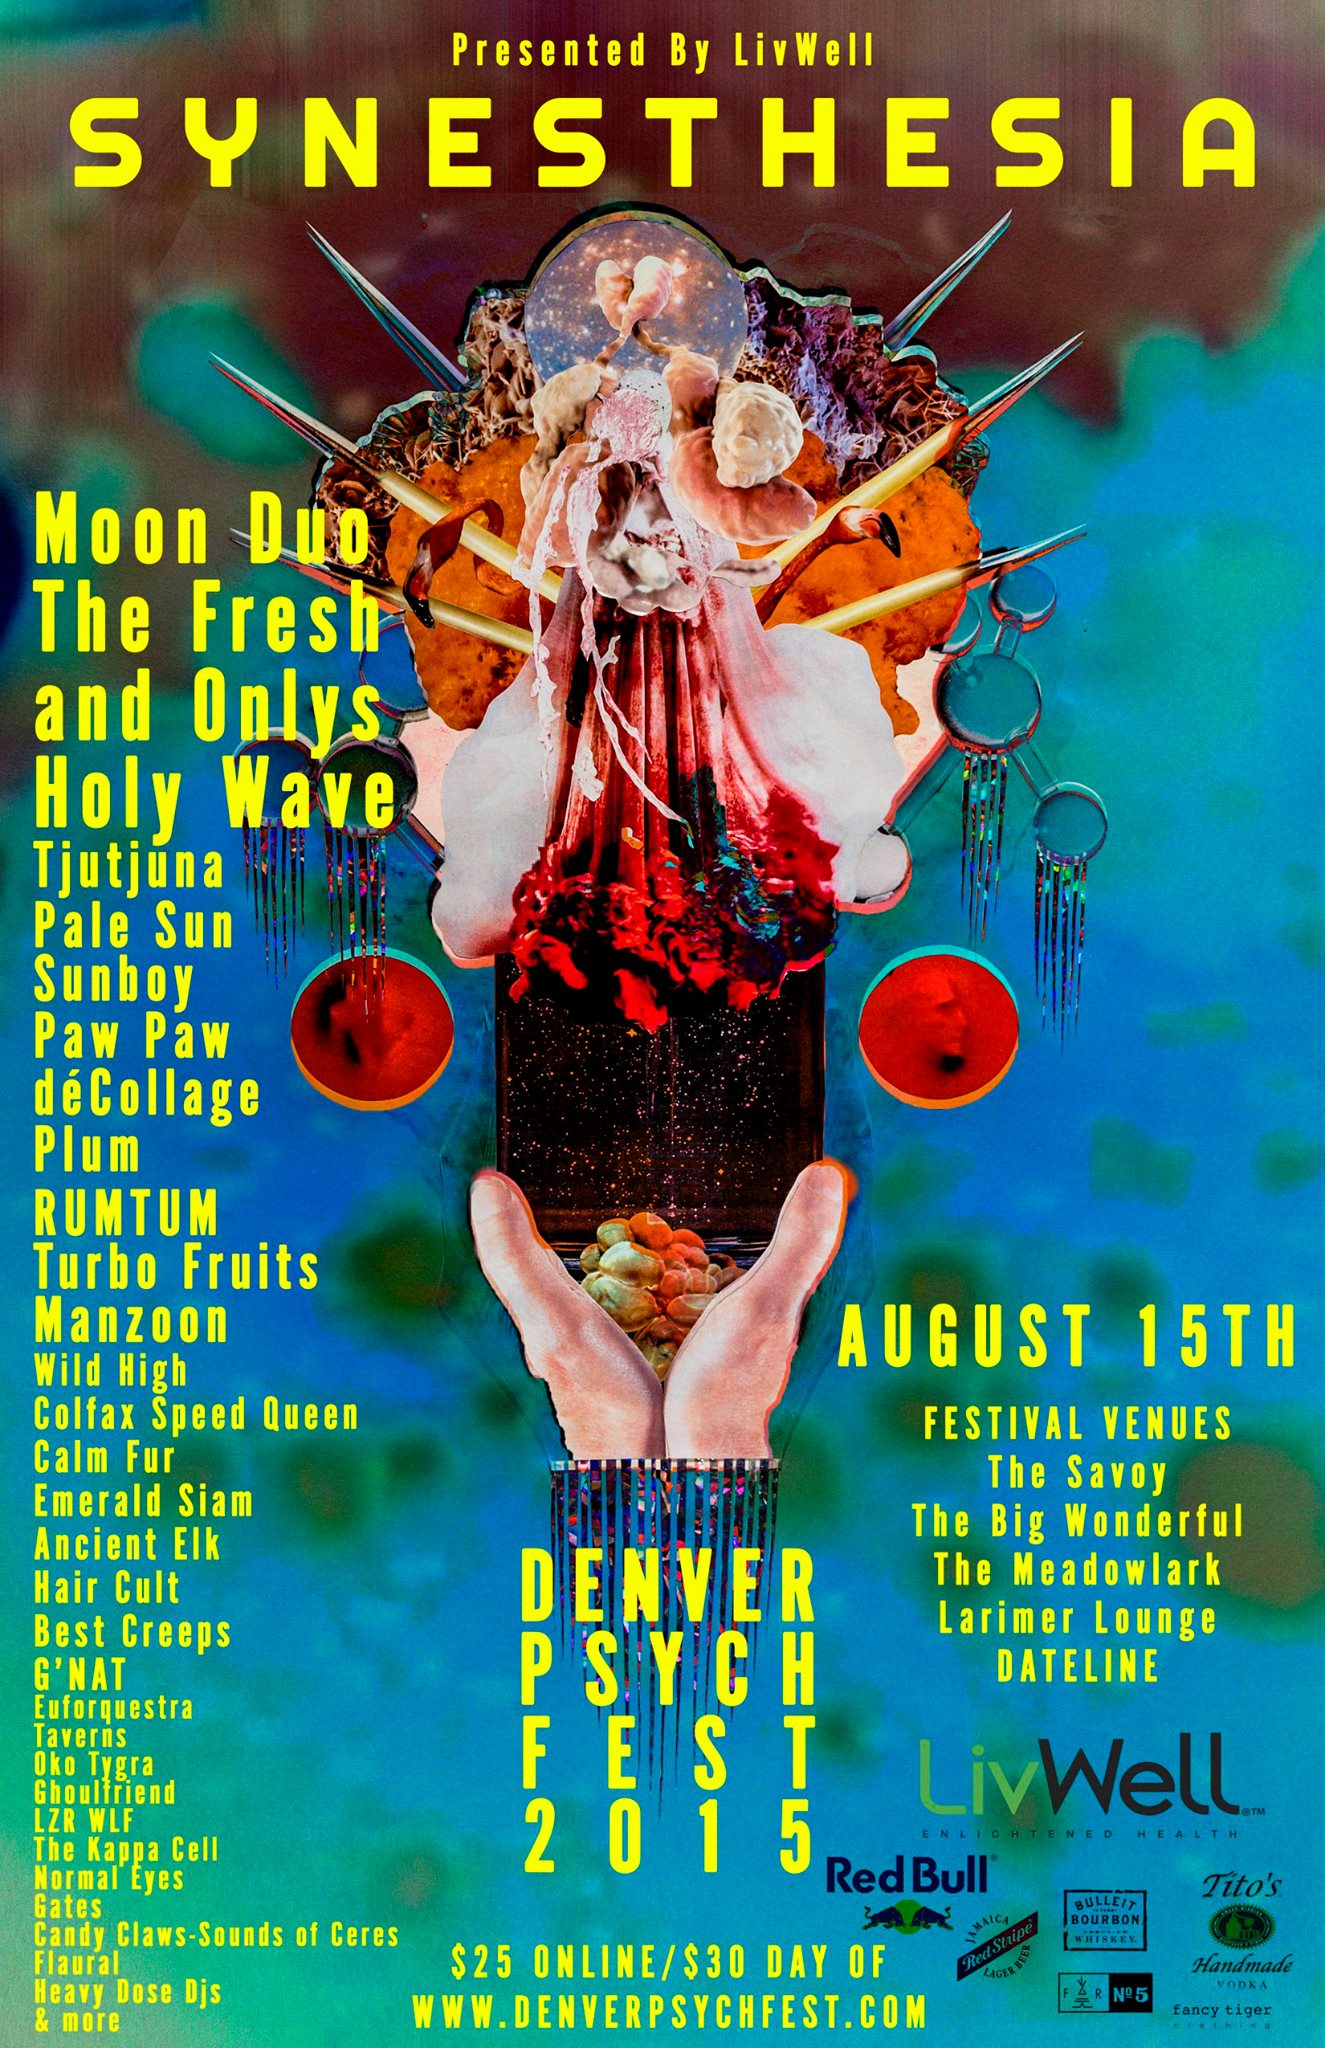 Presented By LivWell
SYNESTHESIA
Moon Duo
The Fresh
and Onlys
Holy Wave
Tjutjuna
Pale Sun
Sunboy
Paw Paw
déCollage
Plum
RUMTUM
Turbo Fruits
Manzoon
Wild High
Colfax Speed Queen
Calm Fur
Emerald Siam
Ancient Elk
Hair Cult
Best Creeps
G'NAT
Euforquestra
Taverns
Oko Tygra
Ghoulfriend
LZR WLF
The Kappa Cell
Normal Eyes
Gates
Candy Claws-Sounds of Ceres
Flaural
Heavy Dose Djs
& more
DENVER
PSYCH
FEST
2015
$25 ONLINE/$30 DAY OF
WWW.DENVERPSYCHFEST.COM
AUGUST 15TH
FESTIVAL VENUES
The Savoy
The Big Wonderful
The Meadowlark
Larimer Lounge
DATELINE
LivWell ®™
ENLIGHTENED HEALTH
Red Bull®
JAMAICA
Red Stripe
LAGER BEER
BULLEIT
BOURBON
WHISKEY
Tito's
Handmade
VODKA
F R Nº5
fancy tiger
clothing